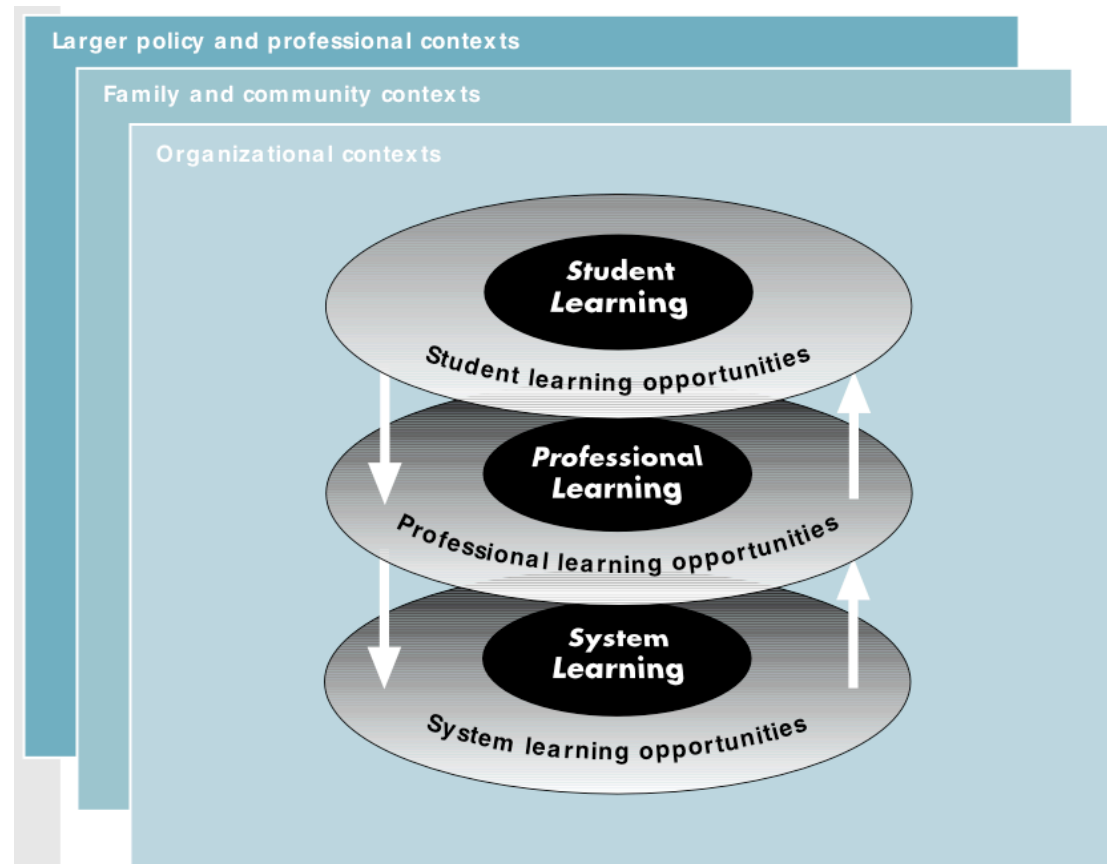 Larger policy and professional contexts
Family and community contexts
Organizational contexts
Student
Learning
Student learning opportunities
Professional
Learning
Professional learning opportunities
System
Learning
System learning opportunities